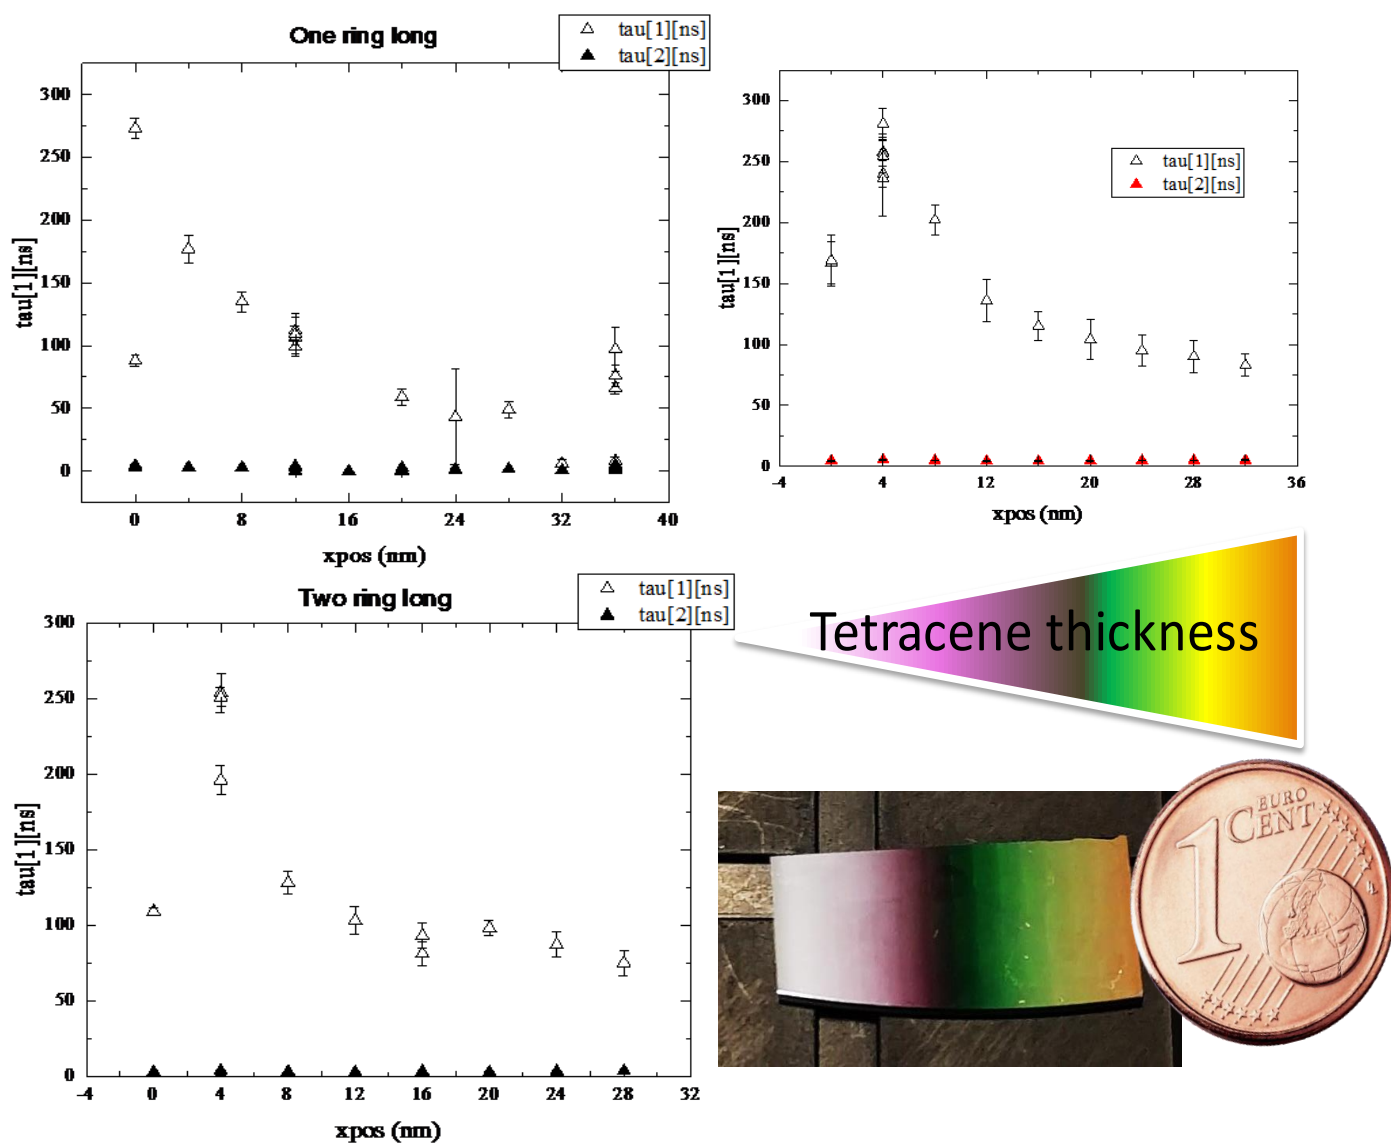 One ring long
tau[1][ns]
tau[2][ns]
tau[1][ns]
300
250
200
150
100
50
0
0
8
16
24
32
40
xpos (nm)
tau[1][ns]
tau[2][ns]
tau[1][ns]
300
250
200
150
100
50
0
-4
4
12
20
28
36
xpos (nm)
Two ring long
tau[1][ns]
tau[2][ns]
tau[1][ns]
300
250
200
150
100
50
0
-4
0
4
8
12
16
20
24
28
32
xpos (nm)
Tetracene thickness
1
EURO
CENT